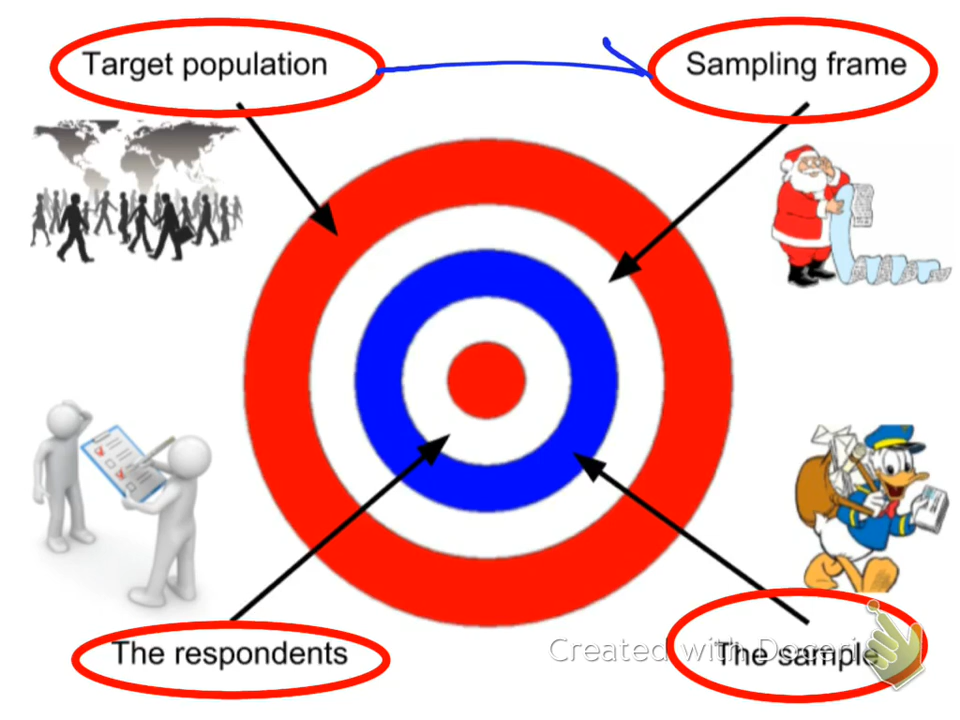 Target population
Sampling frame
The respondents
Created with
The sample